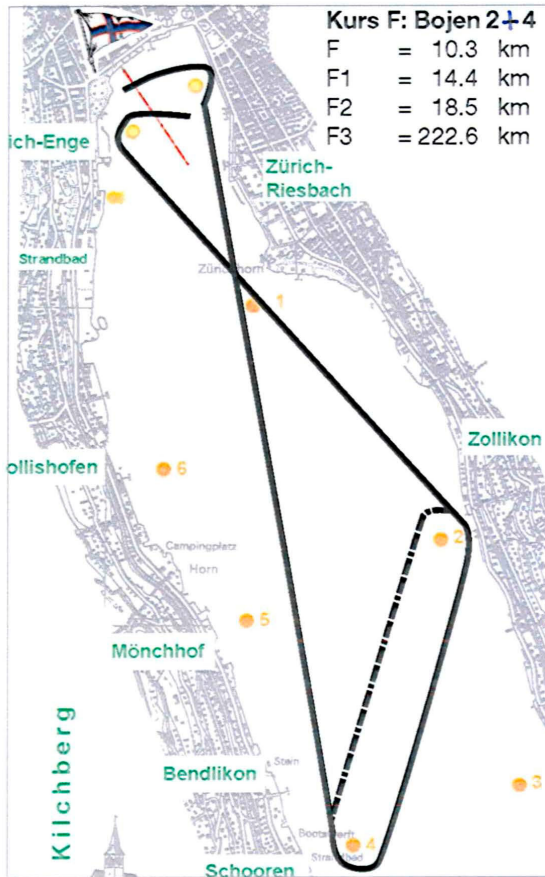 Kurs F: Bojen 2+4
F = 10.3 km
F1 = 14.4 km
F2 = 18.5 km
F3 = 222.6 km
ich-Enge
Zürich-
Riesbach
Strandbad
1
Zollikon
ollishofen
6
2
Campingplatz
Horn
5
Mönchhof
Kilchberg
Bendlikon
Stein
3
4
Strandbad
Schooren